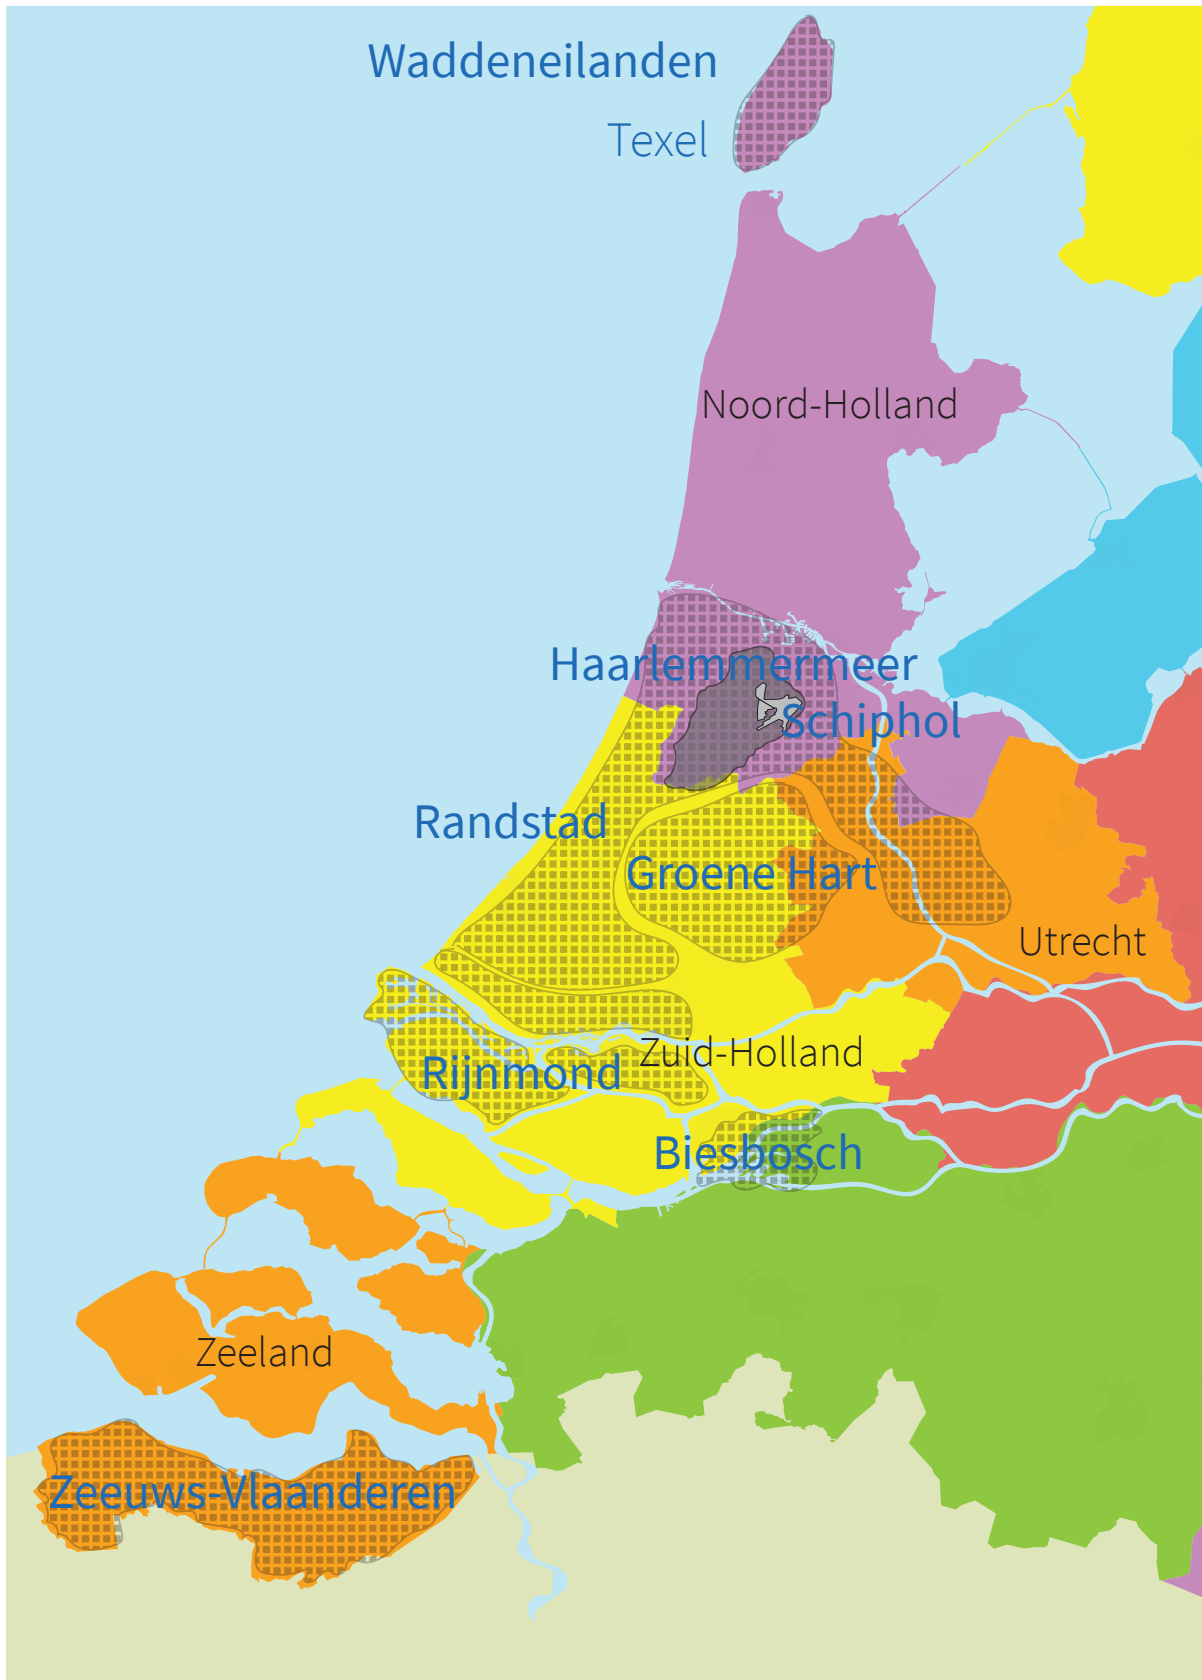 Waddeneilanden
Texel
Noord-Holland
Haarlemmermeer
Schiphol
Randstad
Groene Hart
Utrecht
Zuid-Holland
Rijnmond
Biesbosch
Zeeland
Zeeuws-Vlaanderen